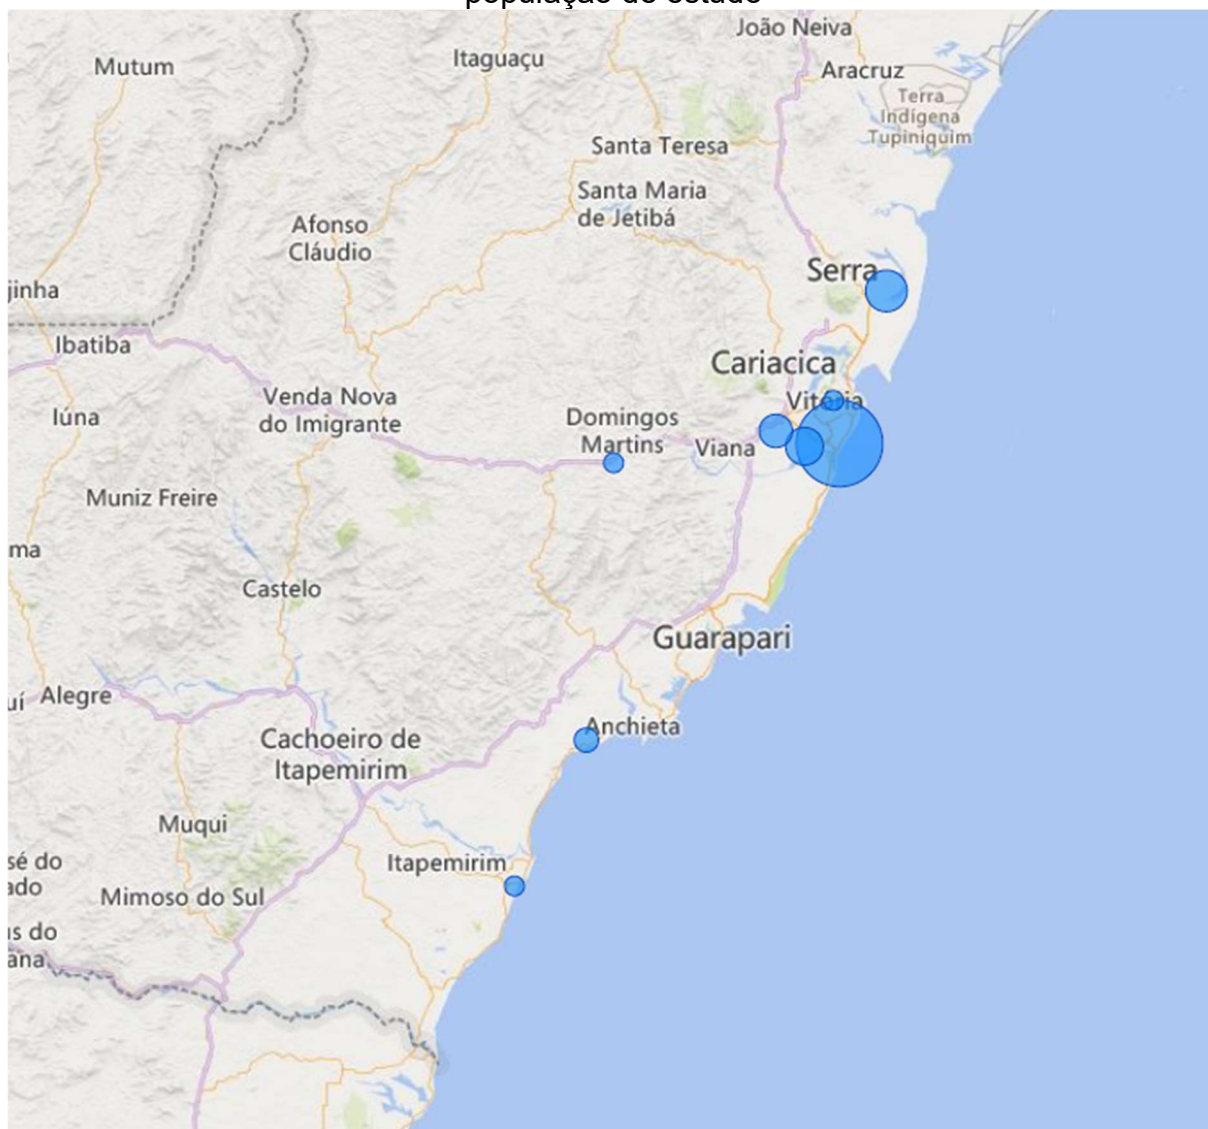 população do estado
João Neiva
Itaguaçu
Mutum
Aracruz
Terra
Indígena
Tupiniquim
Santa Teresa
Santa Maria
de Jetibá
Afonso
Cláudio
Serra
jinha
Ibatiba
Cariacica
Vitória
Venda Nova
do Imigrante
Iúna
Domingos
Martins
Viana
Muniz Freire
ma
Castelo
Guarapari
uí
Alegre
Anchieta
Cachoeiro de
Itapemirim
Muqui
sé do
ado
Itapemirim
Mimoso do Sul
is do
ana